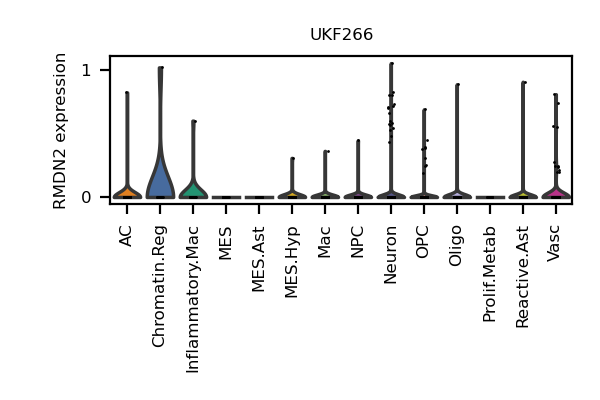 UKF266
RMDN2 expression
1
0
AC
Chromatin.Reg
Inflammatory.Mac
MES
MES.Ast
MES.Hyp
Mac
NPC
Neuron
OPC
Oligo
Prolif.Metab
Reactive.Ast
Vasc